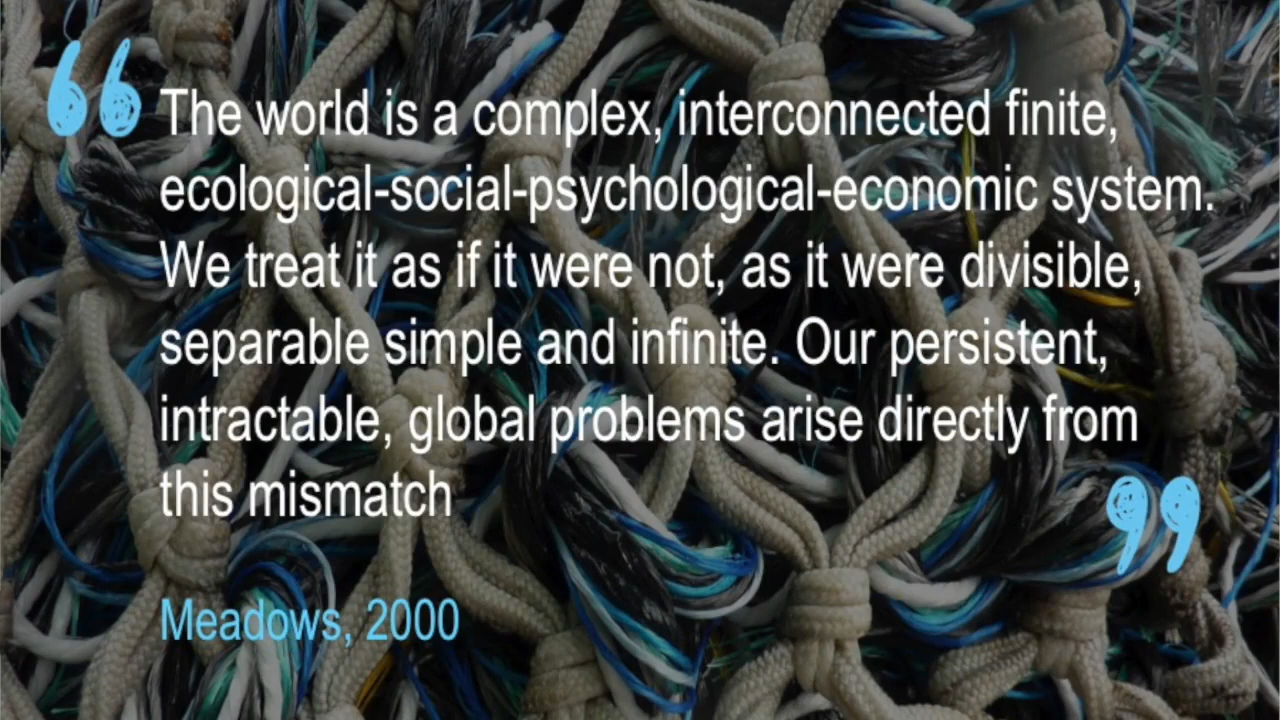 “ The world is a complex, interconnected finite,
ecological-social-psychological-economic system.
We treat it as if it were not, as it were divisible,
separable simple and infinite. Our persistent,
intractable, global problems arise directly from
this mismatch ”
Meadows, 2000